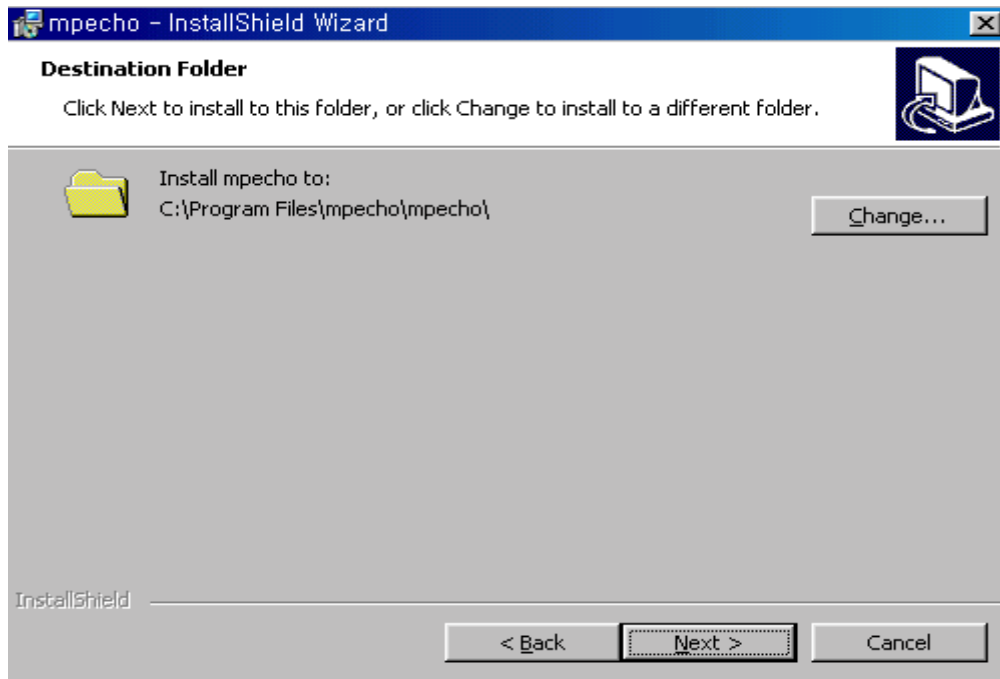 mpecho - InstallShield Wizard
Destination Folder
Click Next to install to this folder, or click Change to install to a different folder.
Install mpecho to:
C:\Program Files\mpecho\mpecho\
Change...
InstallShield
< Back
Next >
Cancel